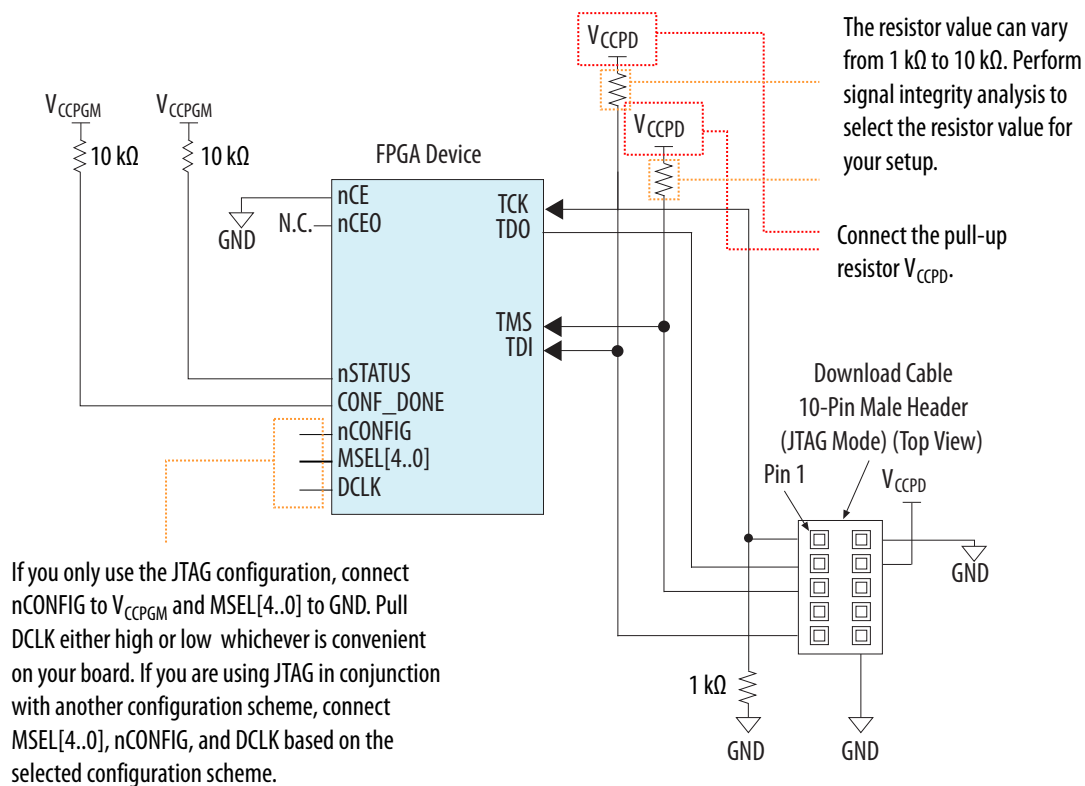 The resistor value can vary
from 1 kΩ to 10 kΩ. Perform
signal integrity analysis to
select the resistor value for
your setup.
VCCPD
VCCPD
Connect the pull-up
resistor VCCPD.
VCCPGM
VCCPGM
10 kΩ
10 kΩ
FPGA Device
GND
N.C.
nCE
nCEO
TCK
TDO
TMS
TDI
nSTATUS
CONF_DONE
nCONFIG
MSEL[4..0]
DCLK
Download Cable
10-Pin Male Header
(JTAG Mode) (Top View)
Pin 1
VCCPD
GND
1 kΩ
GND
GND
If you only use the JTAG configuration, connect
nCONFIG to VCCPGM and MSEL[4..0] to GND. Pull
DCLK either high or low whichever is convenient
on your board. If you are using JTAG in conjunction
with another configuration scheme, connect
MSEL[4..0], nCONFIG, and DCLK based on the
selected configuration scheme.